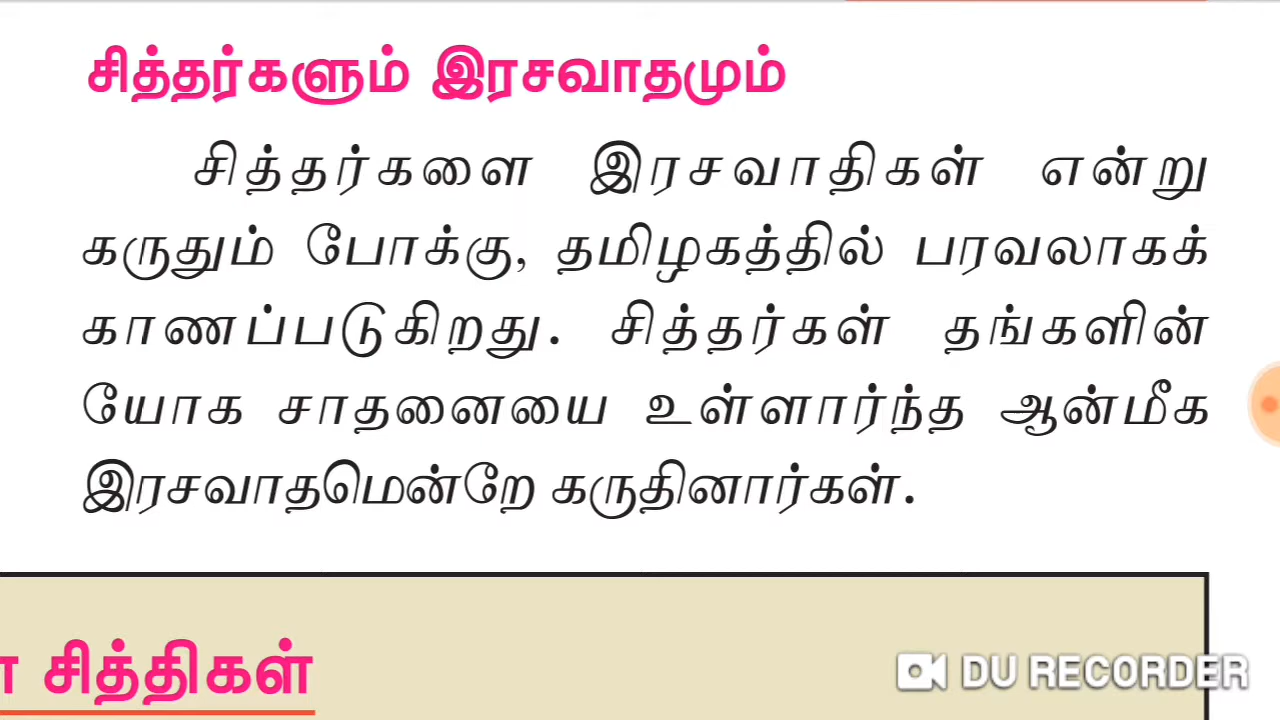 சித்தர்களும் இரசவாதமும்
சித்தர்களை இரசவாதிகள் என்று
கருதும் போக்கு, தமிழகத்தில் பரவலாகக்
காணப்படுகிறது. சித்தர்கள் தங்களின்
யோக சாதனையை உள்ளார்ந்த ஆன்மீக
இரசவாதமென்றே கருதினார்கள்.
சித்திகள்
DU RECORDER